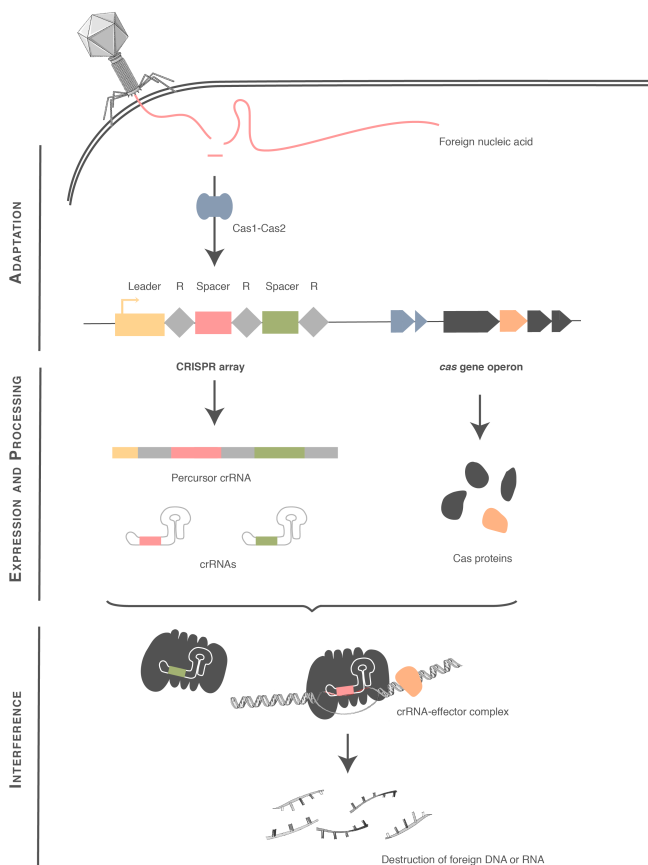 Foreign nucleic acid
ADAPTATION
Cas1-Cas2
Leader R Spacer R Spacer R
CRISPR array
cas gene operon
EXPRESSION AND PROCESSING
Percursor crRNA
crRNAs
Cas proteins
INTERFERENCE
crRNA-effector complex
Destruction of foreign DNA or RNA